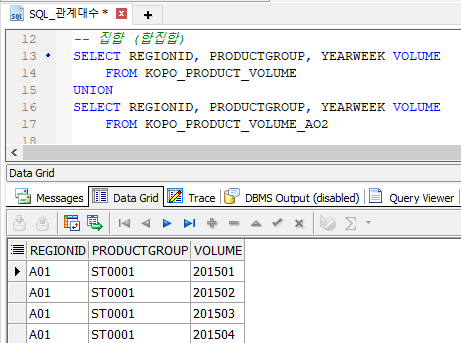 SQL SQL_관계대수 *
12 -- 집합 (합집합)
13 SELECT REGIONID, PRODUCTGROUP, YEARWEEK VOLUME
14 FROM KOPO_PRODUCT_VOLUME
15 UNION
16 SELECT REGIONID, PRODUCTGROUP, YEARWEEK VOLUME
17 FROM KOPO_PRODUCT_VOLUME_AO2
18
Data Grid
Messages Data Grid Trace DBMS Output (disabled) Query Viewer
REGIONID PRODUCTGROUP VOLUME
A01 ST0001 201501
A01 ST0001 201502
A01 ST0001 201503
A01 ST0001 201504